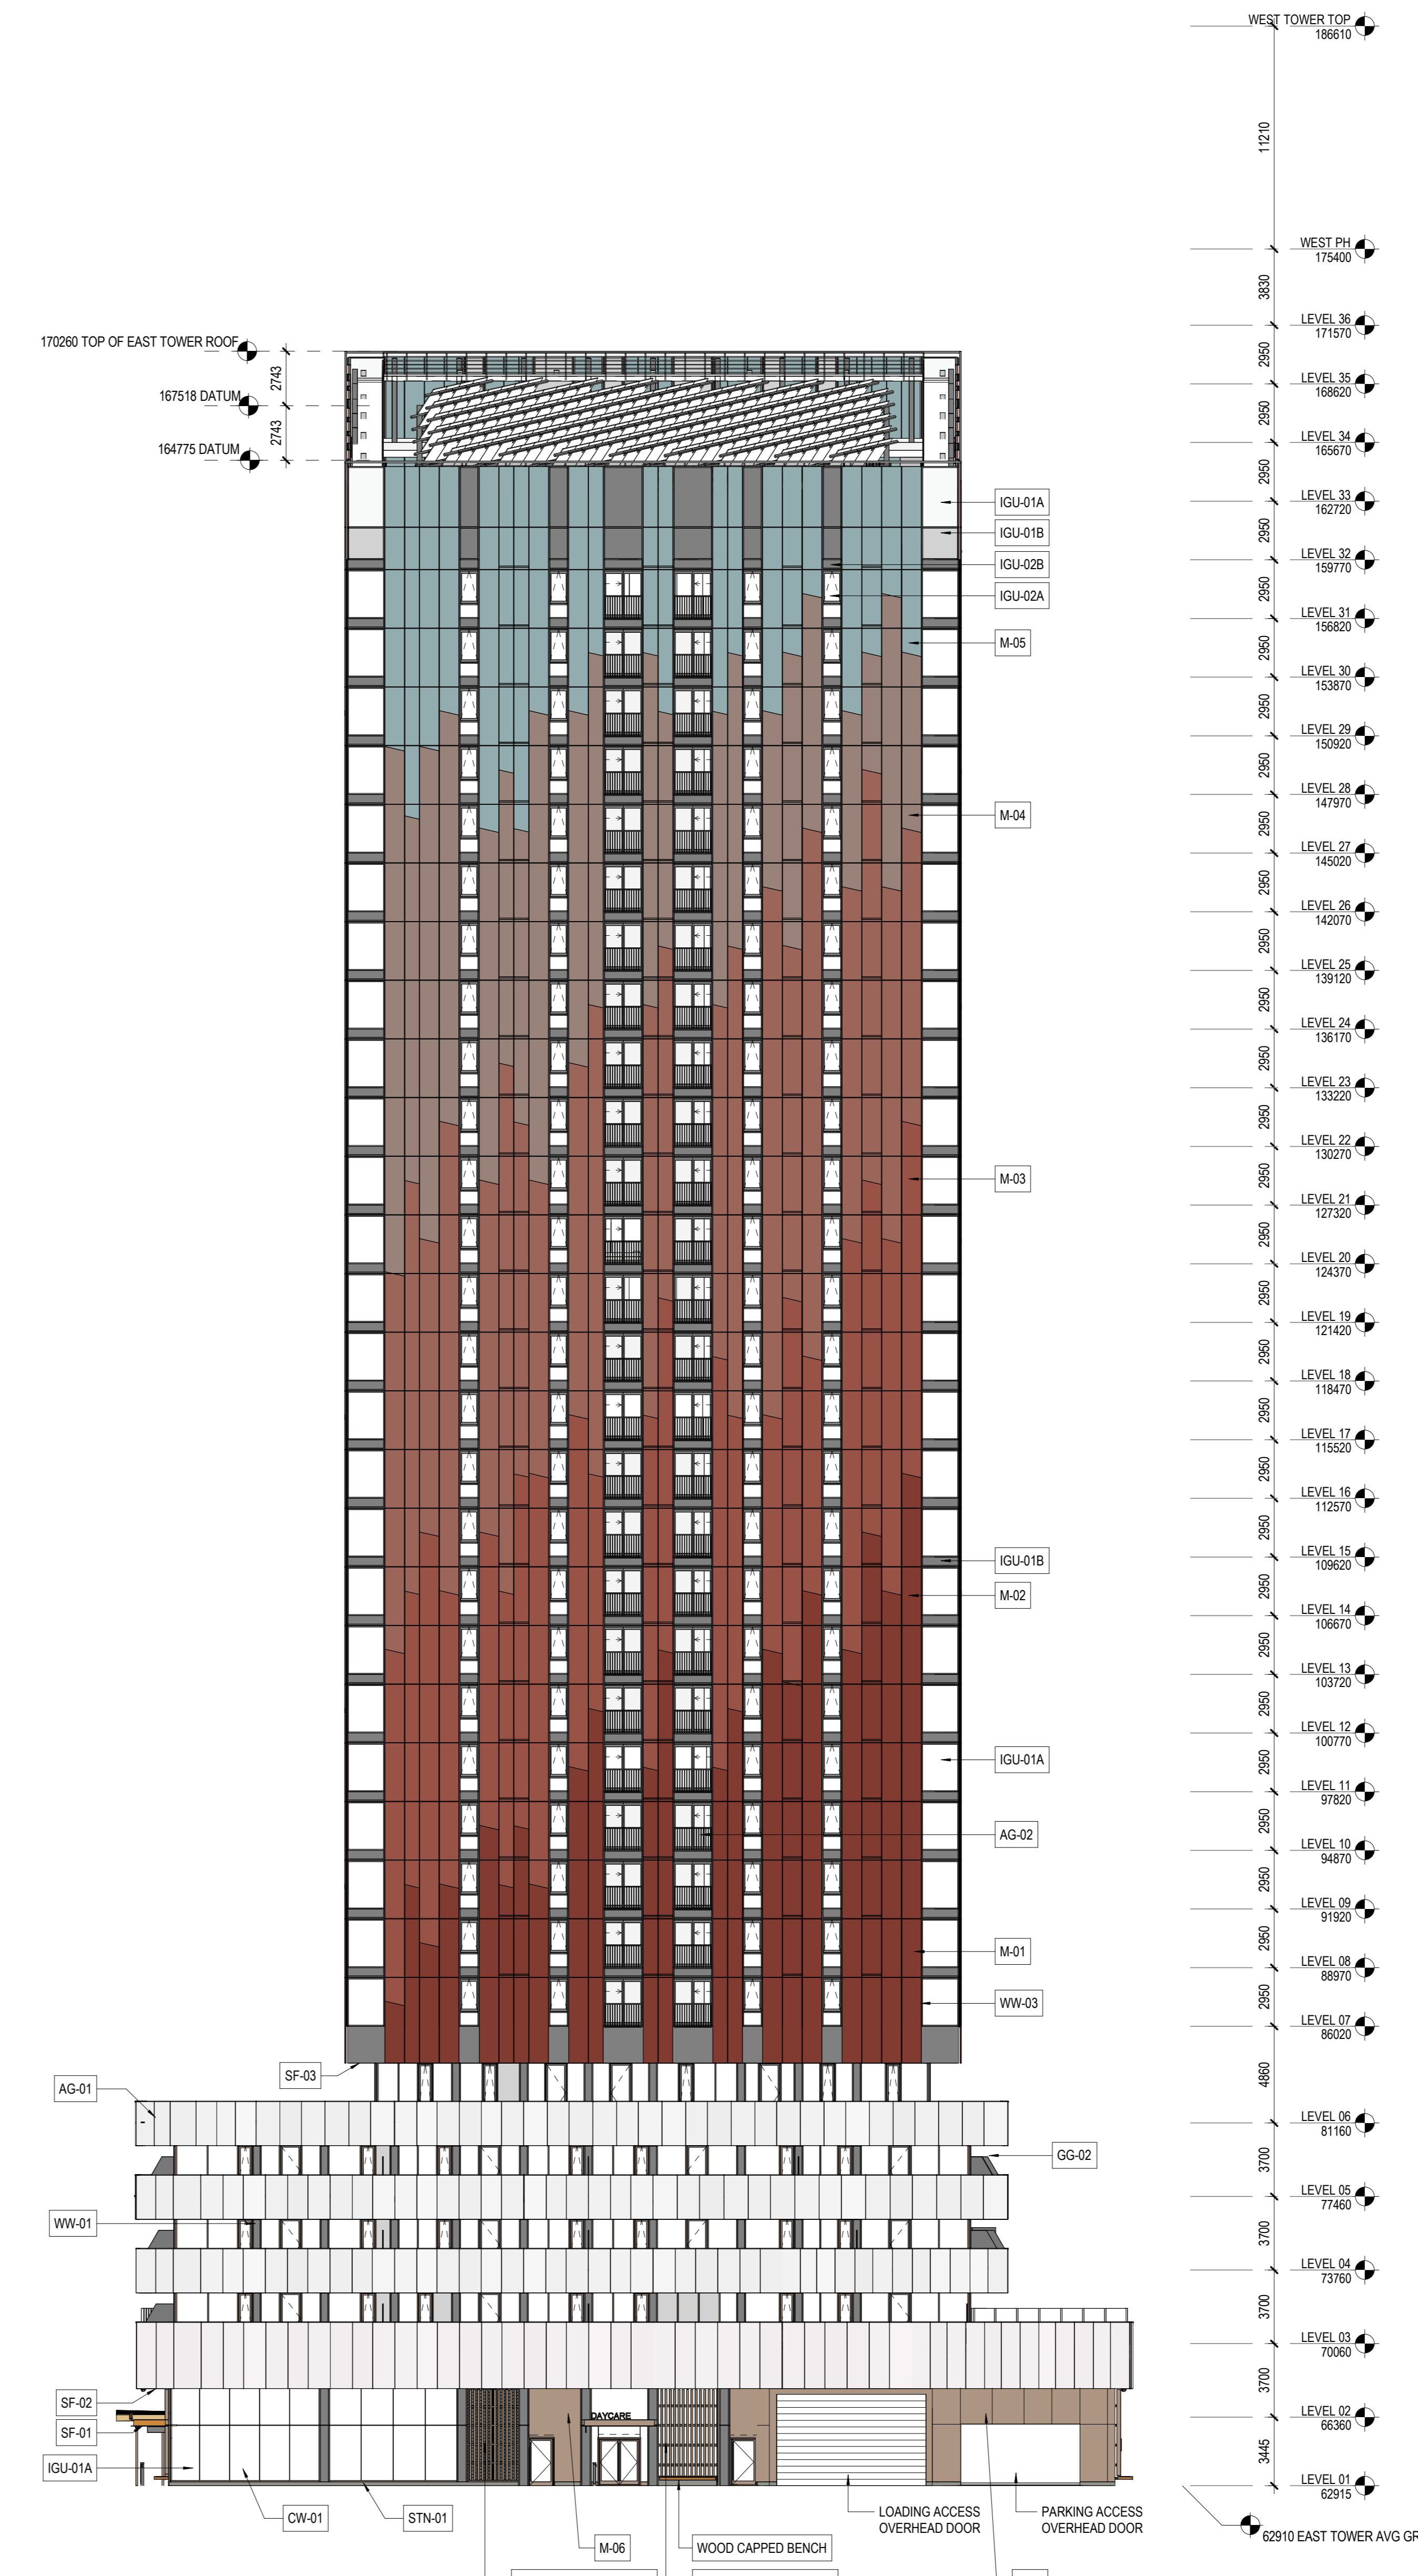 WEST TOWER TOP
186610
11210
WEST PH
175400
3830
LEVEL 36
171570
2950
170260 TOP OF EAST TOWER ROOF
2743
167518 DATUM
2743
164775 DATUM
LEVEL 35
168620
2950
LEVEL 34
165670
2950
LEVEL 33
162720
2950
LEVEL 32
159770
2950
LEVEL 31
156820
2950
LEVEL 30
153870
2950
LEVEL 29
150920
2950
LEVEL 28
147970
2950
LEVEL 27
145020
2950
LEVEL 26
142070
2950
LEVEL 25
139120
2950
LEVEL 24
136170
2950
LEVEL 23
133220
2950
LEVEL 22
130270
2950
LEVEL 21
127320
2950
LEVEL 20
124370
2950
LEVEL 19
121420
2950
LEVEL 18
118470
2950
LEVEL 17
115520
2950
LEVEL 16
112570
2950
LEVEL 15
109620
2950
LEVEL 14
106670
2950
LEVEL 13
103720
2950
LEVEL 12
100770
2950
LEVEL 11
97820
2950
LEVEL 10
94870
2950
LEVEL 09
91920
2950
LEVEL 08
88970
2950
LEVEL 07
86020
4860
LEVEL 06
81160
3700
LEVEL 05
77460
3700
LEVEL 04
73760
3700
LEVEL 03
70060
3700
LEVEL 02
66360
3445
LEVEL 01
62915
62910 EAST TOWER AVG GR
IGU-01A
IGU-01B
IGU-02B
IGU-02A
M-05
M-04
M-03
IGU-01B
M-02
IGU-01A
AG-02
M-01
WW-03
SF-03
AG-01
GG-02
WW-01
SF-02
SF-01
IGU-01A
DAYCARE
CW-01
STN-01
M-06
WOOD CAPPED BENCH
LOADING ACCESS
OVERHEAD DOOR
PARKING ACCESS
OVERHEAD DOOR